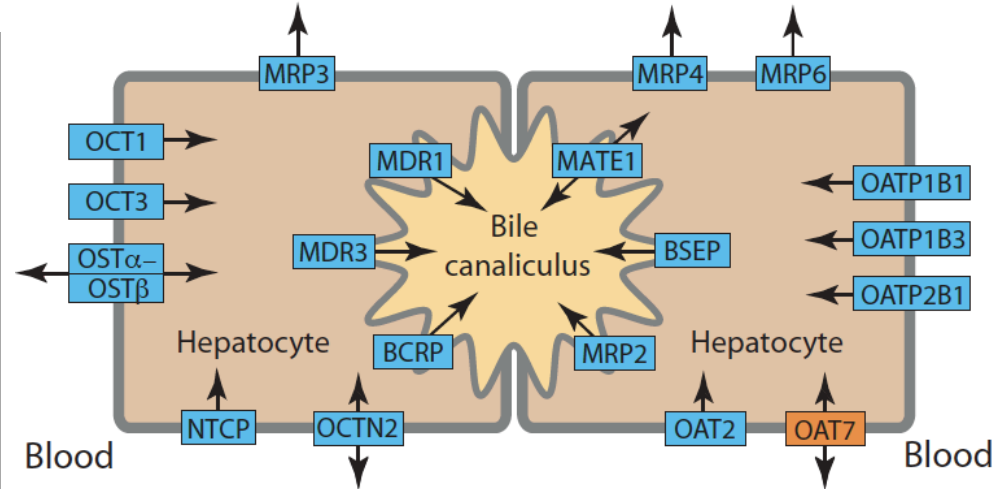 MRP3
MRP4
MRP6
OCT1
MDR1
MATE1
OCT3
OATP1B1
Bile
canaliculus
MDR3
BSEP
OATP1B3
OSTα–
OSTβ
OATP2B1
Hepatocyte
BCRP
MRP2
Hepatocyte
NTCP
OCTN2
OAT2
OAT7
Blood
Blood